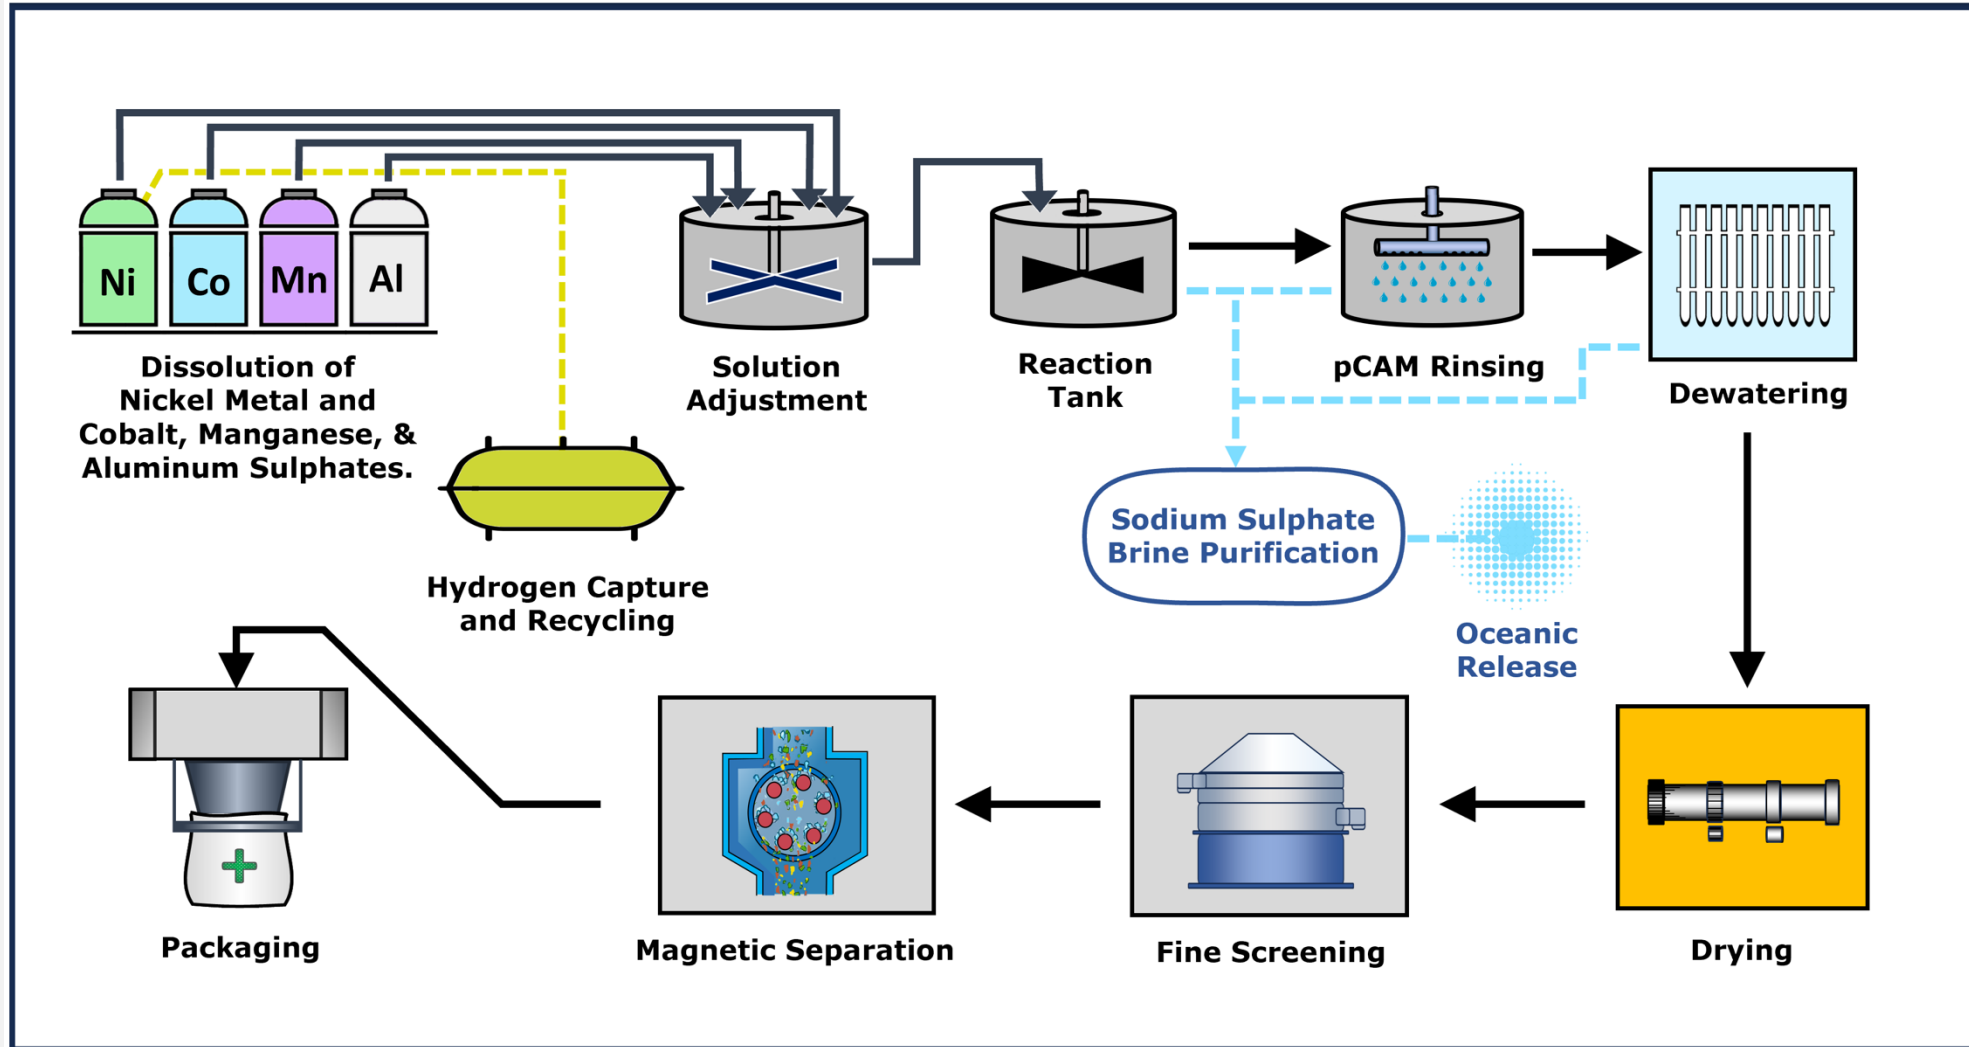 Ni
Co
Mn
Al
Dissolution of
Nickel Metal and
Cobalt, Manganese, &
Aluminum Sulphates.
Solution
Adjustment
Reaction
Tank
pCAM Rinsing
Dewatering
Hydrogen Capture
and Recycling
Sodium Sulphate
Brine Purification
Oceanic
Release
Packaging
Magnetic Separation
Fine Screening
Drying